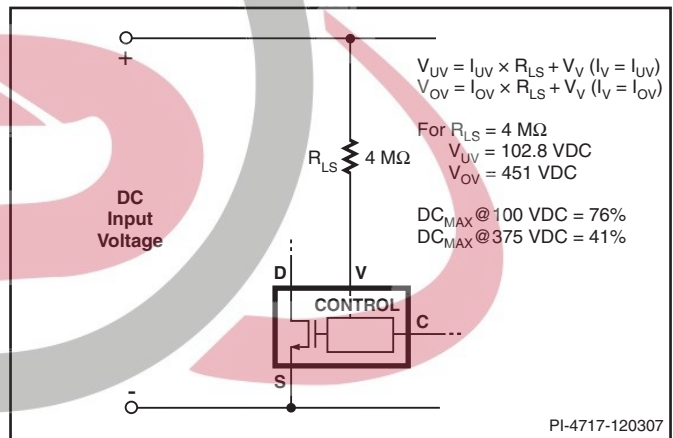 +
V_UV = I_UV × R_LS + V_V (I_V = I_UV)
V_OV = I_OV × R_LS + V_V (I_V = I_OV)
For R_LS = 4 MΩ
V_UV = 102.8 VDC
V_OV = 451 VDC
DC_MAX@100 VDC = 76%
DC_MAX@375 VDC = 41%
R_LS 4 MΩ
DC
Input
Voltage
D V
CONTROL
C
S
-
PI-4717-120307